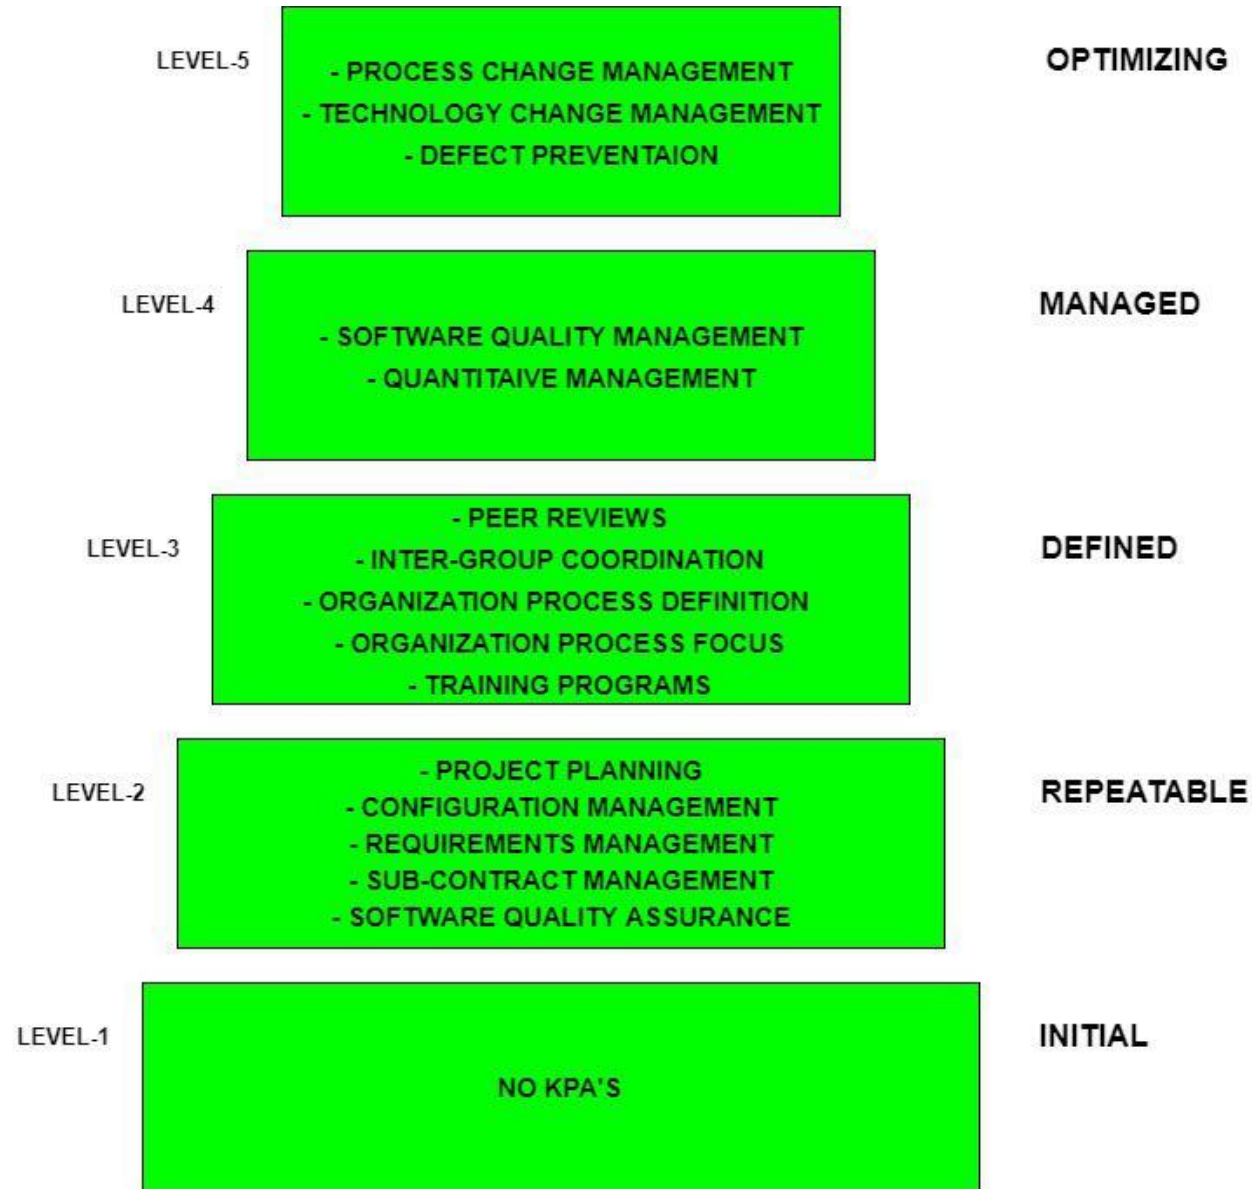 LEVEL-5
- PROCESS CHANGE MANAGEMENT
- TECHNOLOGY CHANGE MANAGEMENT
- DEFECT PREVENTAION
OPTIMIZING
LEVEL-4
- SOFTWARE QUALITY MANAGEMENT
- QUANTITAIVE MANAGEMENT
MANAGED
LEVEL-3
- PEER REVIEWS
- INTER-GROUP COORDINATION
- ORGANIZATION PROCESS DEFINITION
- ORGANIZATION PROCESS FOCUS
- TRAINING PROGRAMS
DEFINED
LEVEL-2
- PROJECT PLANNING
- CONFIGURATION MANAGEMENT
- REQUIREMENTS MANAGEMENT
- SUB-CONTRACT MANAGEMENT
- SOFTWARE QUALITY ASSURANCE
REPEATABLE
LEVEL-1
NO KPA'S
INITIAL